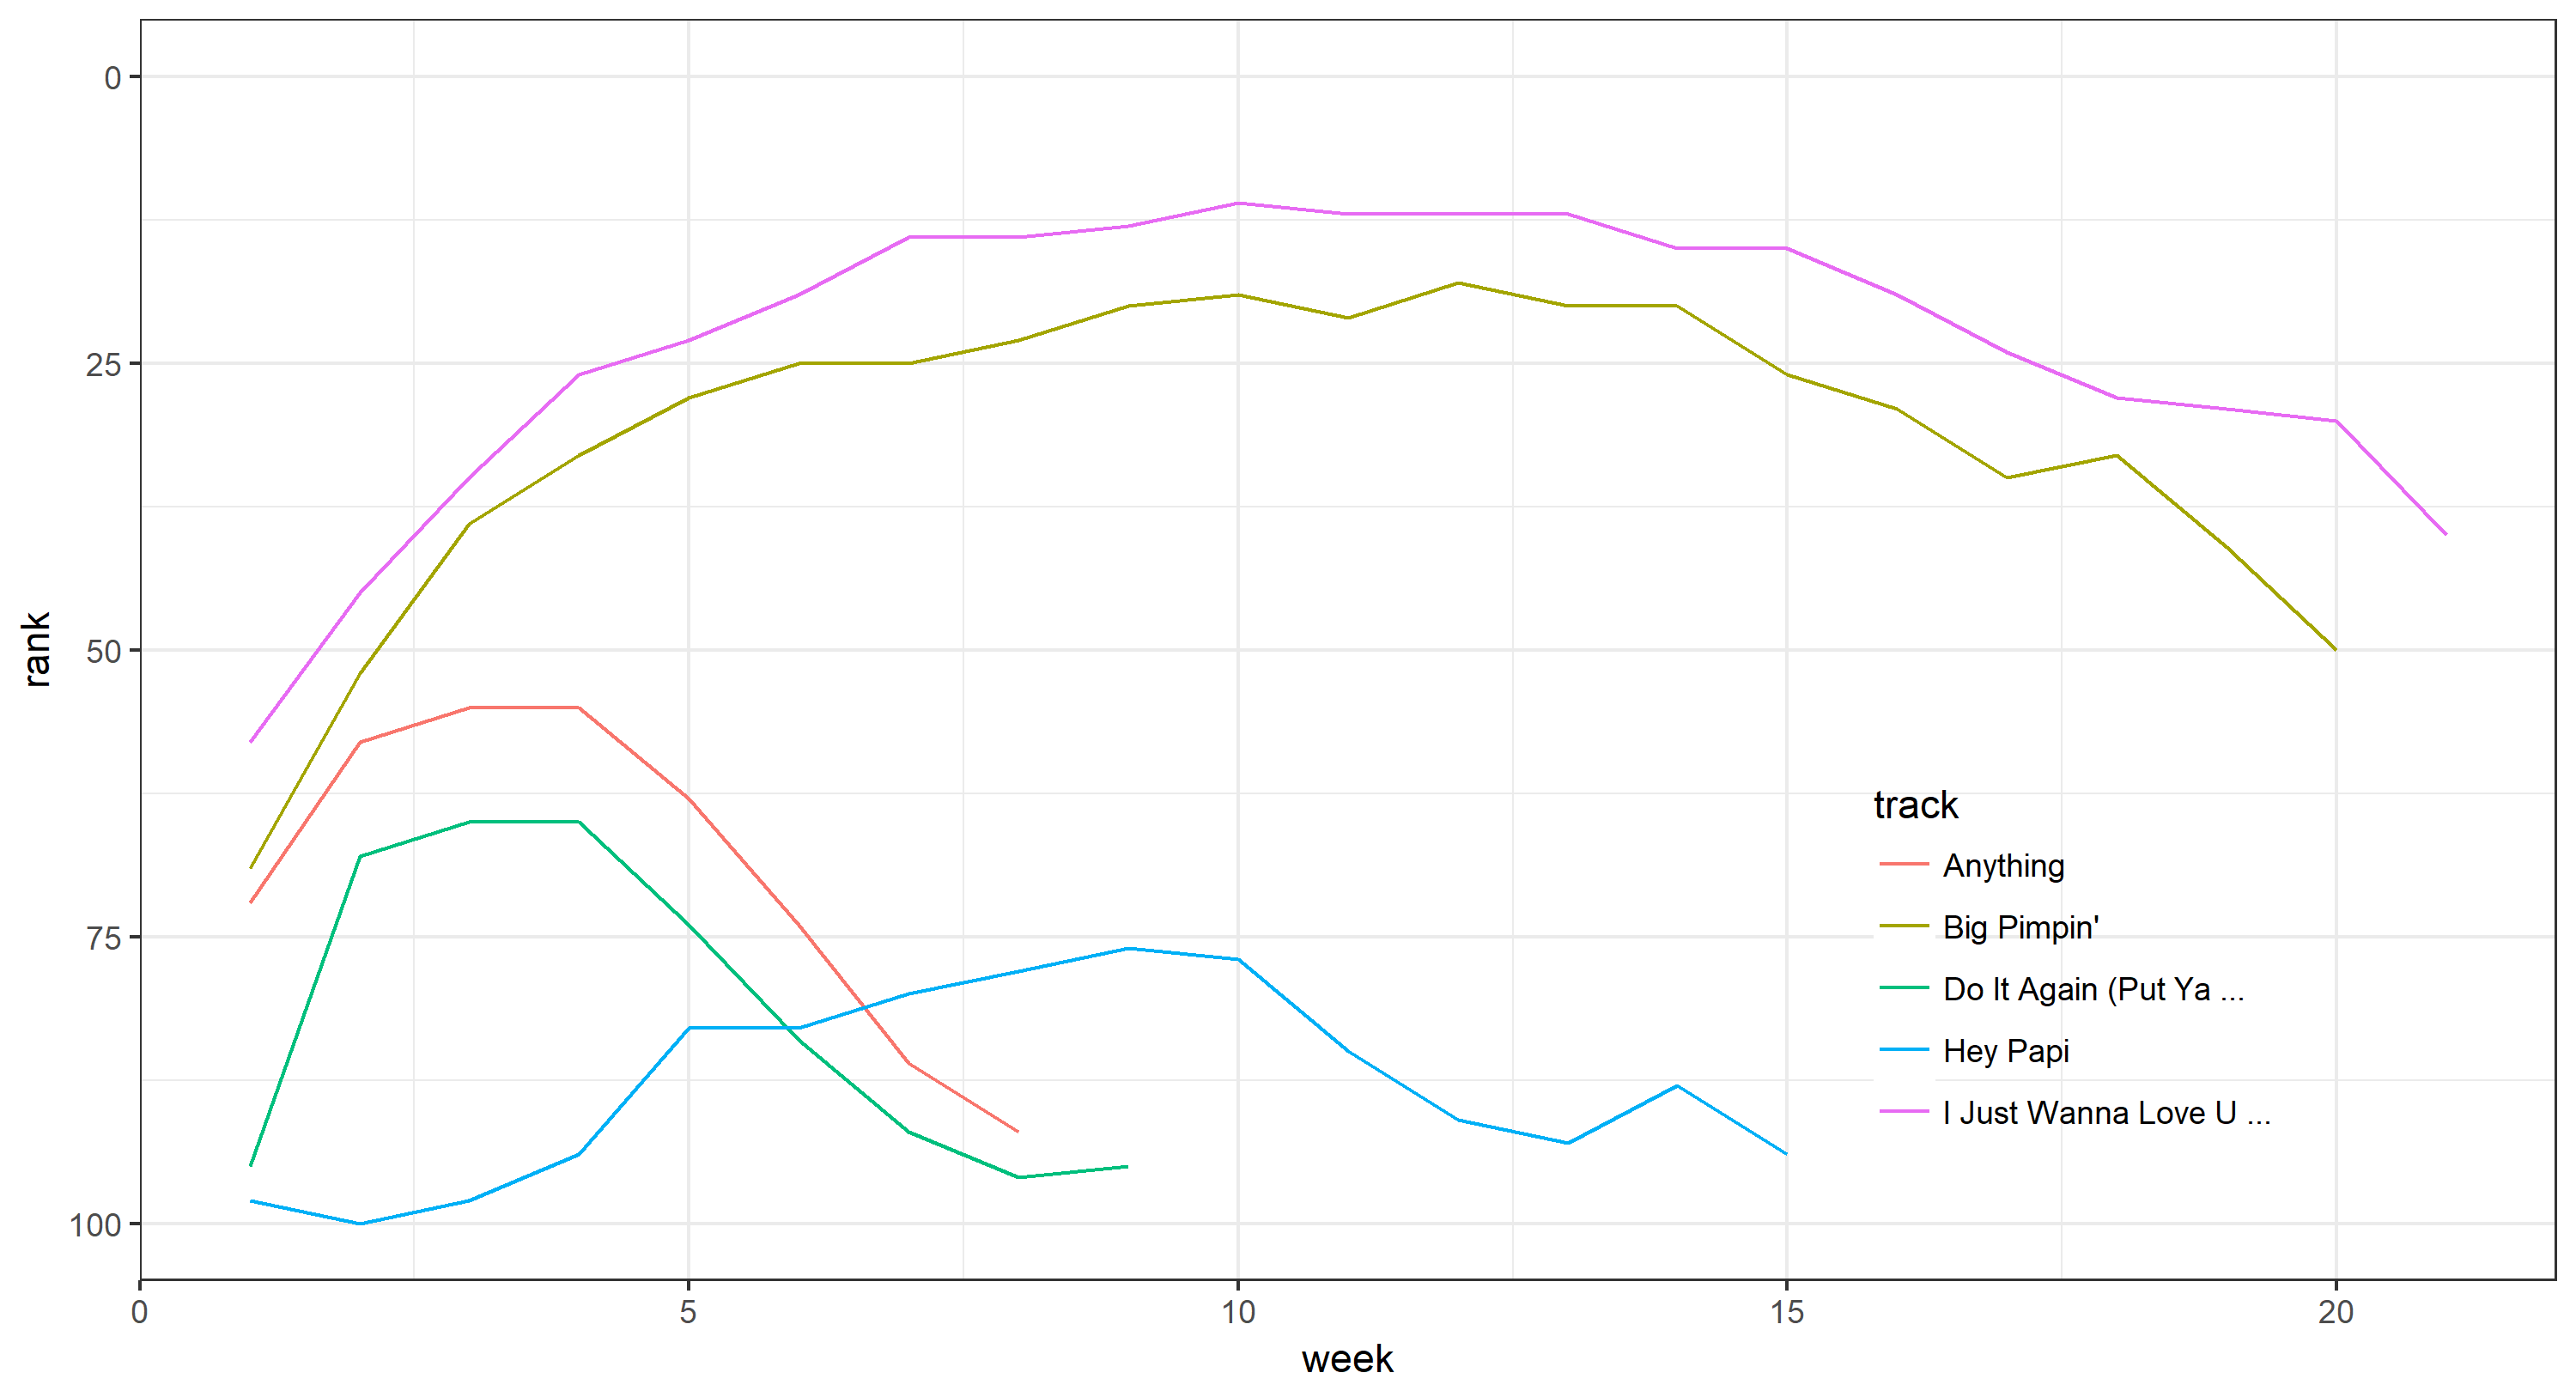 0
25
50
75
100
rank
0 5 10 15 20
week
track
Anything
Big Pimpin'
Do It Again (Put Ya ...
Hey Papi
I Just Wanna Love U ...